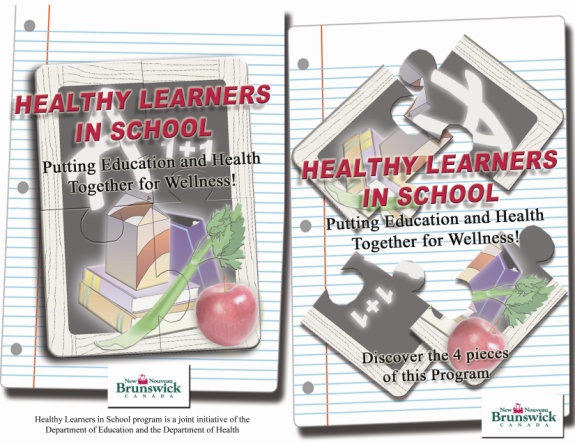 HEALTHY LEARNERS
IN SCHOOL
A
1+1
Putting Education and Health
Together for Wellness!
New Nouveau
Brunswick
CANADA
Healthy Learners in School program is a joint initiative of the
Department of Education and the Department of Health
A
HEALTHY LEARNERS
IN SCHOOL
Putting Education and Health
Together for Wellness!
1+1
Discover the 4 pieces
of this Program
New Nouveau
Brunswick
CANADA